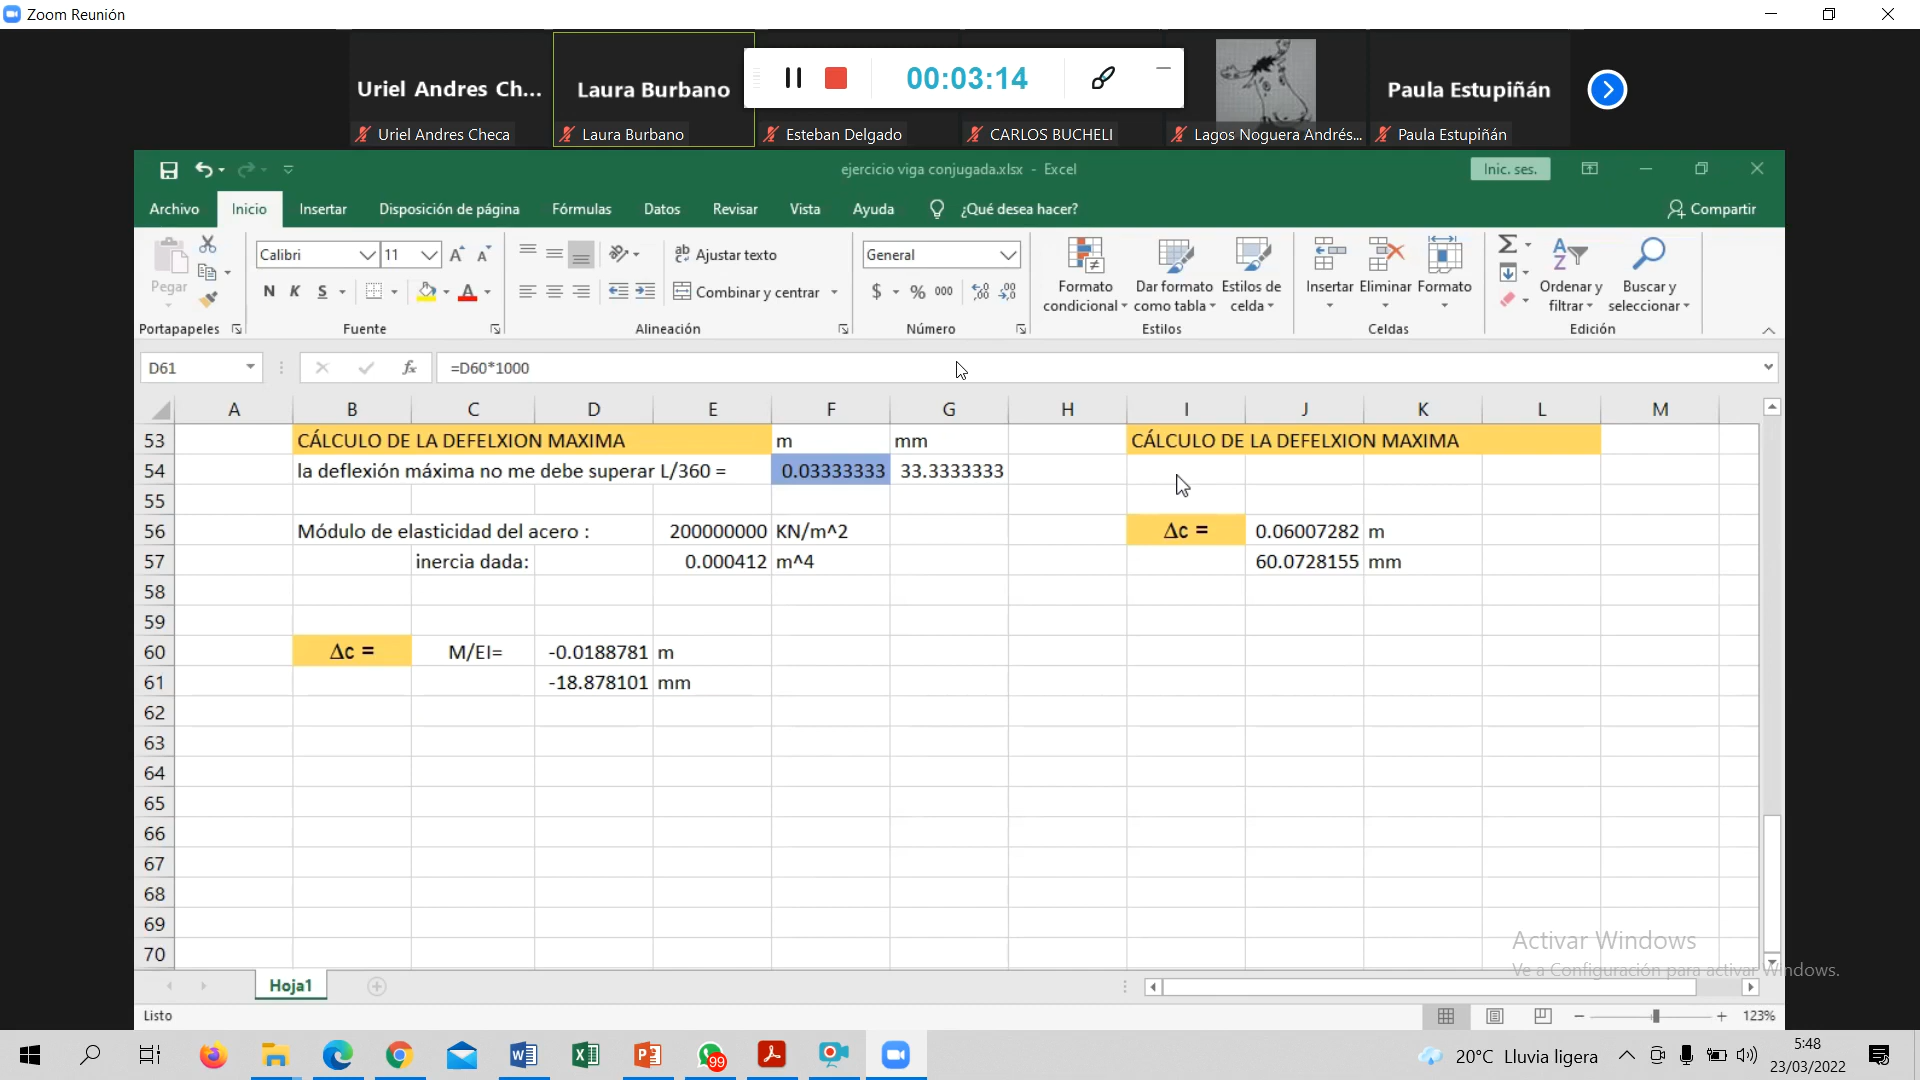 Zoom Reunión
Uriel Andres Ch...
Laura Burbano
00:03:14
Paula Estupiñán
Uriel Andres Checa
Laura Burbano
Esteban Delgado
CARLOS BUCHELI
Lagos Noguera Andrés...
Paula Estupiñán
ejercicio viga conjugada.xlsx - Excel
Inic. ses.
Archivo Inicio Insertar Disposición de página Fórmulas Datos Revisar Vista Ayuda ¿Qué desea hacer? Compartir
Pegar
Calibri 11
N K S
Ajustar texto
Combinar y centrar
General
$ % 000
Formato condicional
Dar formato como tabla
Estilos de celda
Insertar Eliminar Formato
Ordenar y filtrar
Buscar y seleccionar
Portapapeles Fuente Alineación Número Estilos Celdas Edición
D61 fx =D60*1000
A B C D E F G H I J K L M
53 CÁLCULO DE LA DEFELXION MAXIMA m mm CÁLCULO DE LA DEFELXION MAXIMA
54 la deflexión máxima no me debe superar L/360 = 0.03333333 33.3333333
55
56 Módulo de elasticidad del acero : 200000000 KN/m^2 Δc = 0.06007282 m
57 inercia dada: 0.000412 m^4 60.0728155 mm
58
59
60 Δc = M/EI= -0.0188781 m
61 -18.878101 mm
62
63
64
65
66
67
68
69
70
Activar Windows
Ve a Configuración para activar Windows.
Hoja1
Listo
123%
99
20°C Lluvia ligera
5:48
23/03/2022